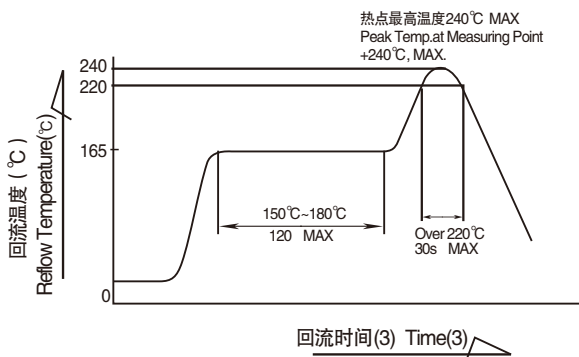 热点最高温度240℃ MAX
Peak Temp.at Measuring Point
+240℃, MAX.
240
220
165
0
回流温度 (℃)
Reflow Temperature(℃)
150℃~180℃
120 MAX
Over 220℃
30s MAX
回流时间(3) Time(3)